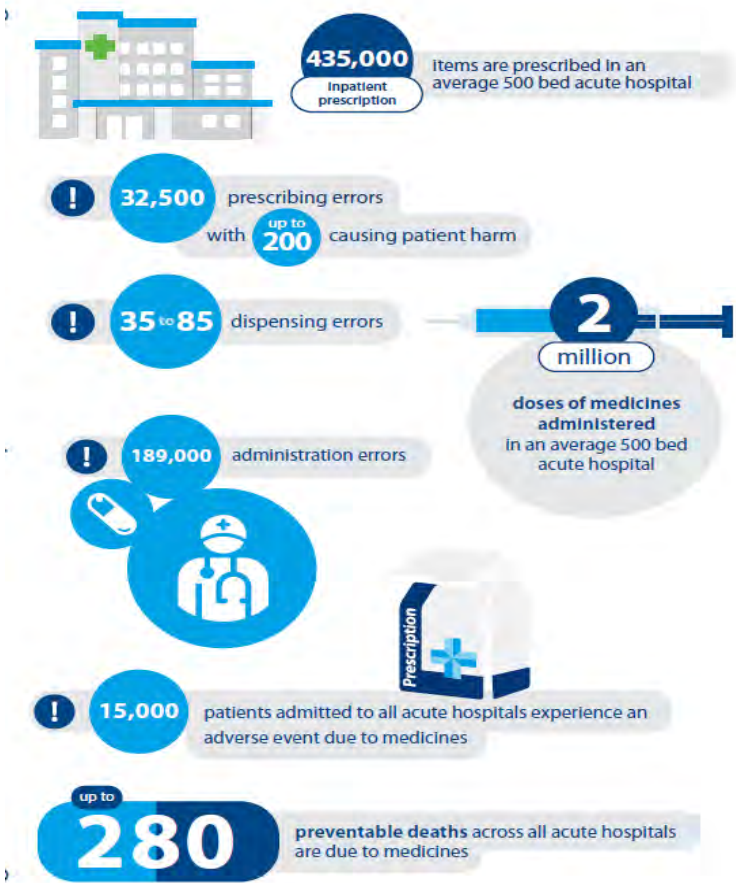 435,000
Inpatient
prescription
items are prescribed in an
average 500 bed acute hospital
!
32,500
prescribing errors
with
up to
200
causing patient harm
!
35 to 85
dispensing errors
2
million
doses of medicines
administered
in an average 500 bed
acute hospital
!
189,000
administration errors
Prescription
!
15,000
patients admitted to all acute hospitals experience an
adverse event due to medicines
up to
280
preventable deaths across all acute hospitals
are due to medicines